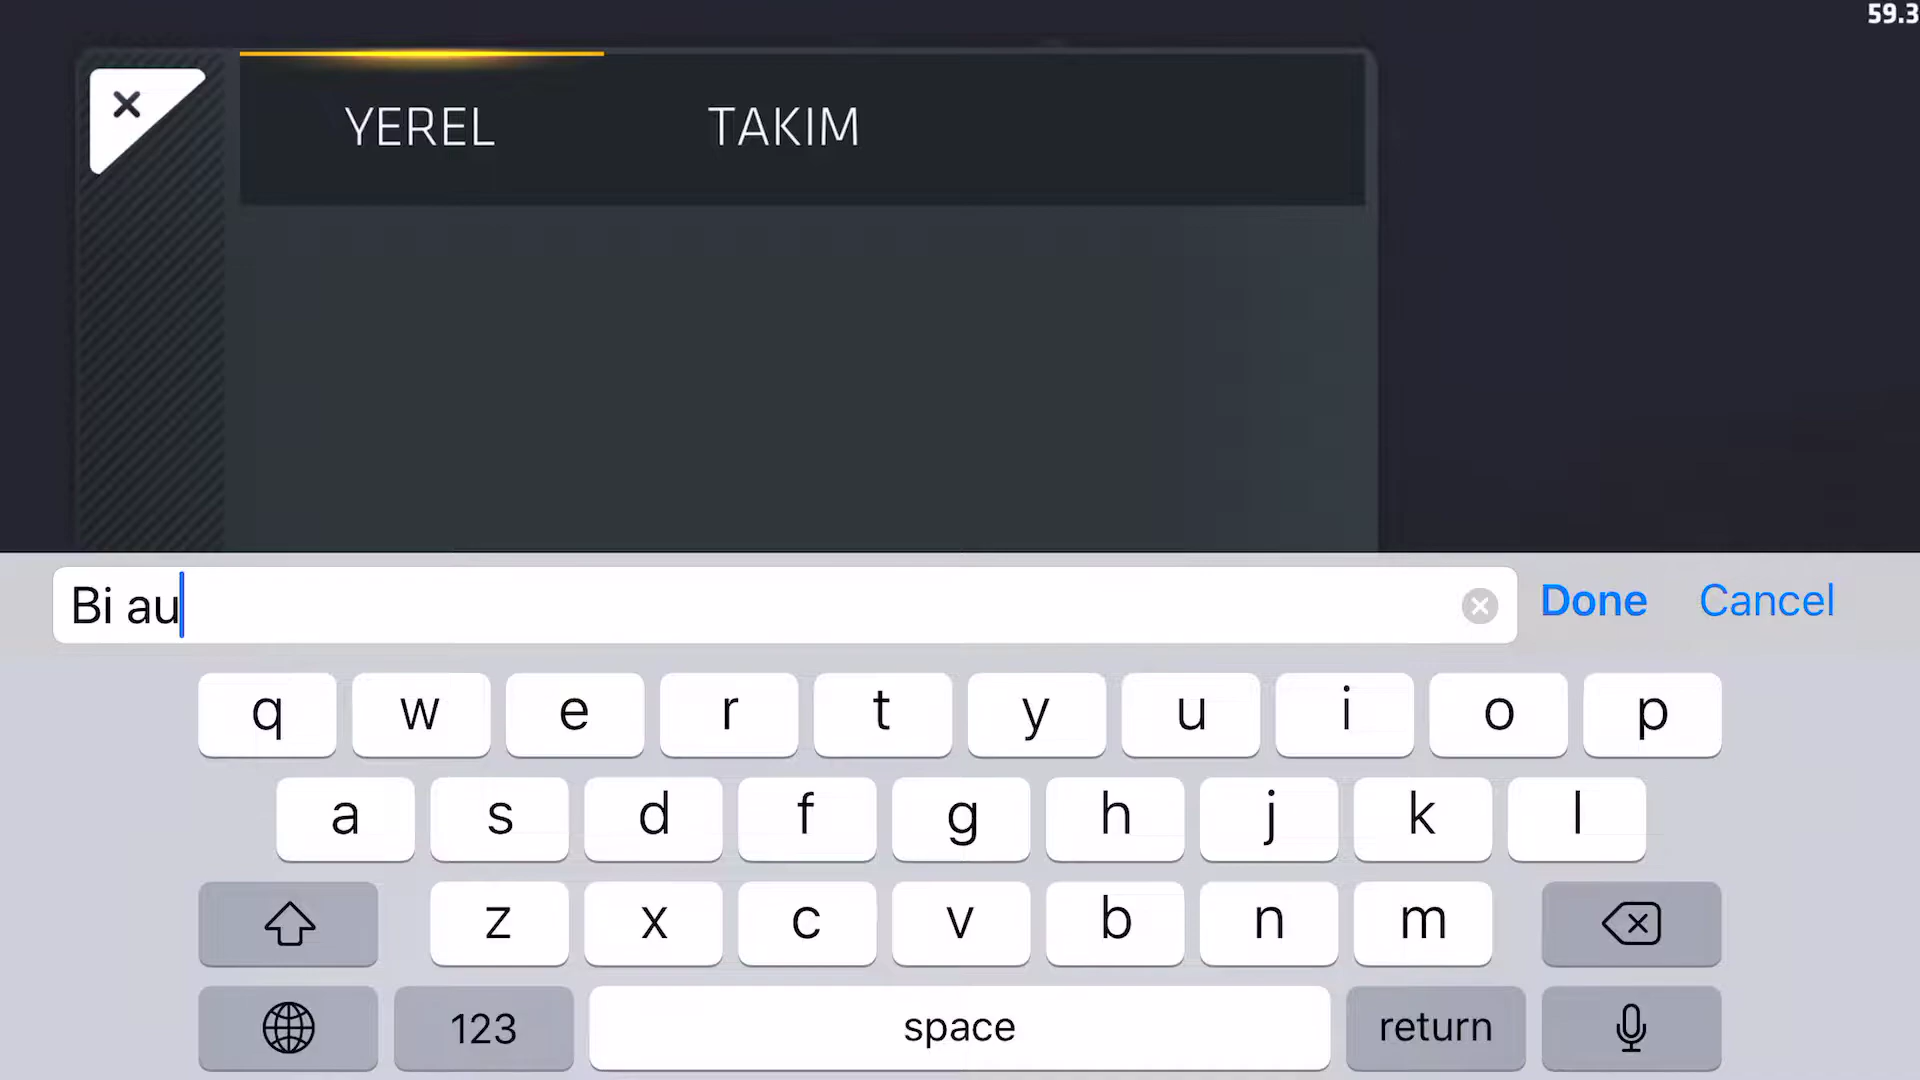 59.3
YEREL TAKIM
Bi au Done Cancel
q w e r t y u i o p
a s d f g h j k l
z x c v b n m
123 space return